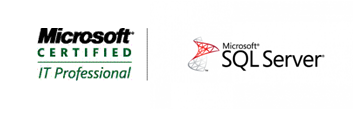 Microsoft®
CERTIFIED
IT Professional
Microsoft®
SQL Server®